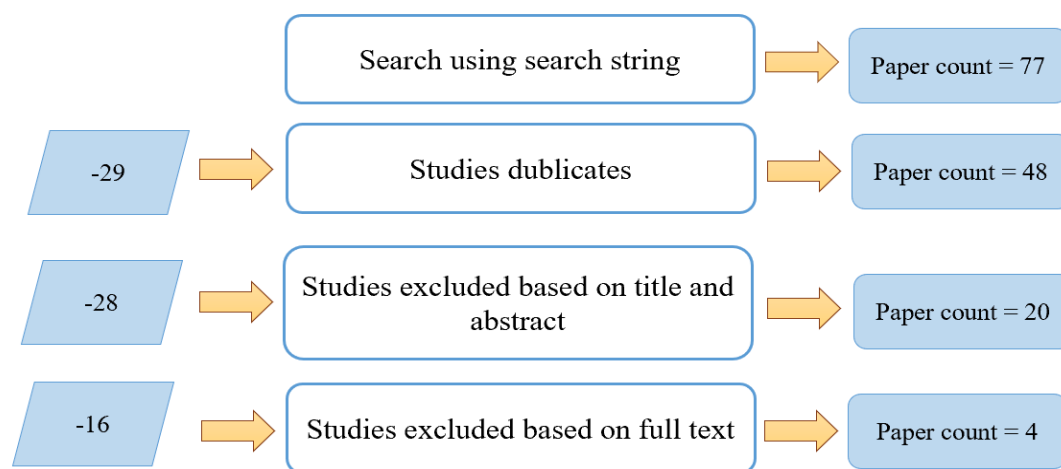 Search using search string
Paper count = 77
-29
Studies dublicates
Paper count = 48
-28
Studies excluded based on title and
abstract
Paper count = 20
-16
Studies excluded based on full text
Paper count = 4